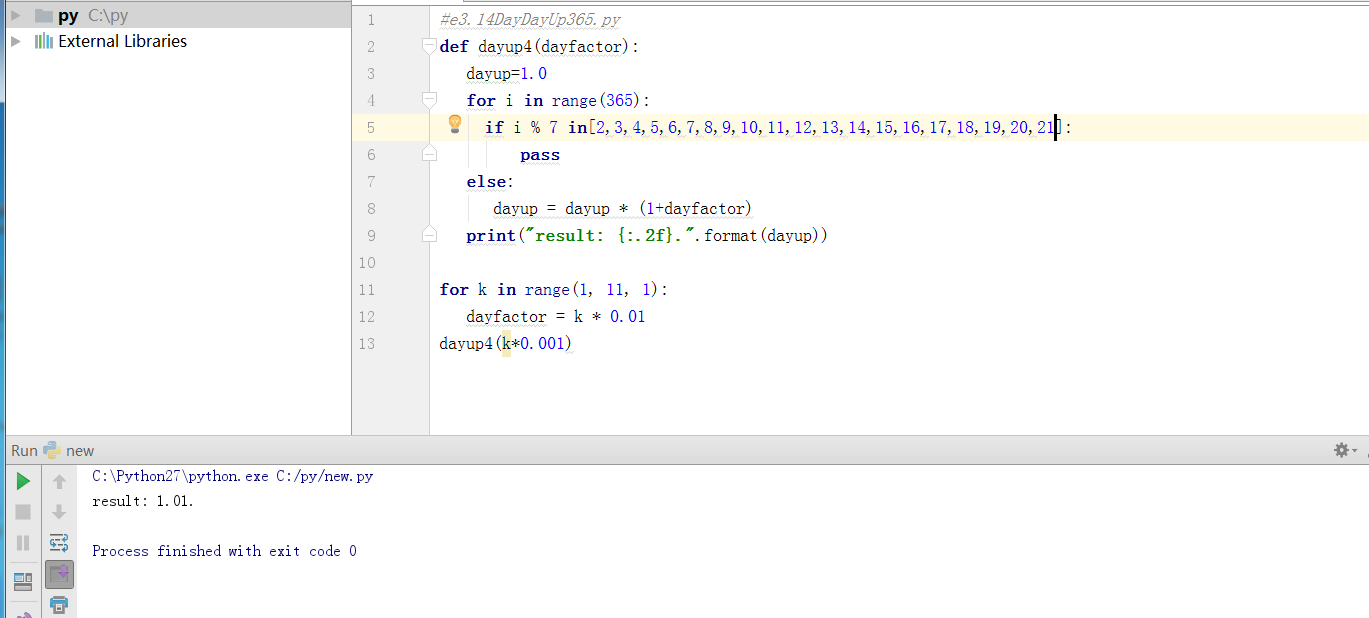 py C:\py
External Libraries
1 #e3.14DayDayUp365.py
2 def dayup4(dayfactor):
3 dayup=1.0
4 for i in range(365):
5 if i % 7 in[2,3,4,5,6,7,8,9,10,11,12,13,14,15,16,17,18,19,20,21]:
6 pass
7 else:
8 dayup = dayup * (1+dayfactor)
9 print("result: {:.2f}.".format(dayup))
10
11 for k in range(1, 11, 1):
12 dayfactor = k * 0.01
13 dayup4(k*0.001)
Run new
C:\Python27\python.exe C:/py/new.py
result: 1.01.
Process finished with exit code 0